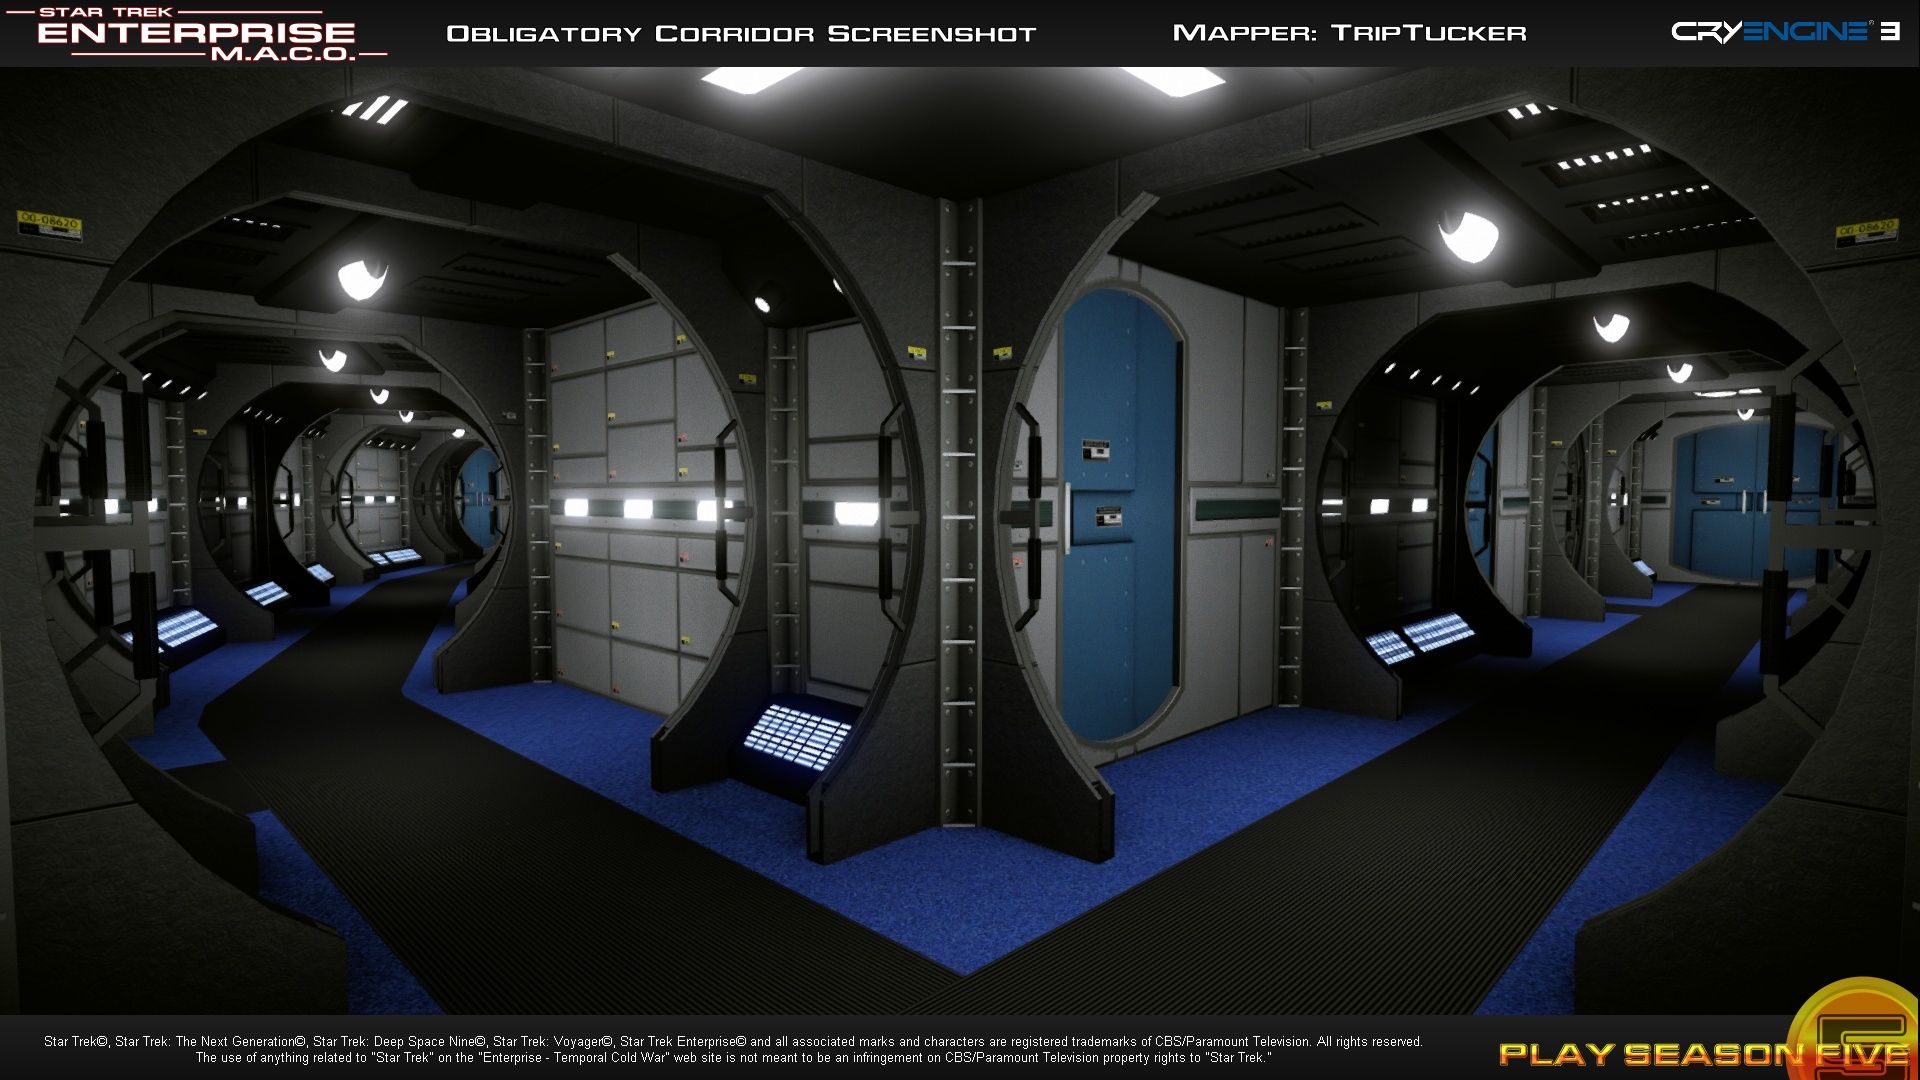 STAR TREK
ENTERPRISE
M.A.C.O.
OBLIGATORY CORRIDOR SCREENSHOT
MAPPER: TRIPTUCKER
CRYENGINE® 3
OG-08620
OG-08620
Star Trek©, Star Trek: The Next Generation©, Star Trek: Deep Space Nine©, Star Trek: Voyager©, Star Trek Enterprise© and all associated marks and characters are registered trademarks of CBS/Paramount Television. All rights reserved.
The use of anything related to "Star Trek" on the "Enterprise - Temporal Cold War" web site is not meant to be an infringement on CBS/Paramount Television property rights to "Star Trek."
PLAY SEASON FIVE